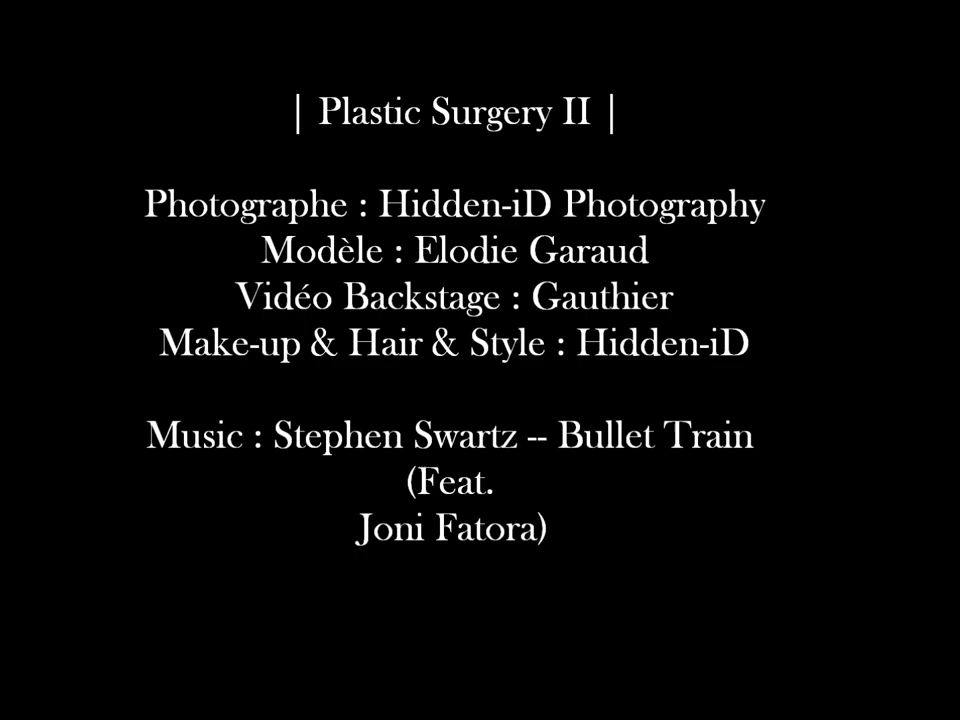 | Plastic Surgery II |
Photographe : Hidden-iD Photography
Modèle : Elodie Garaud
Vidéo Backstage : Gauthier
Make-up & Hair & Style : Hidden-iD
Music : Stephen Swartz -- Bullet Train
(Feat.
Joni Fatora)